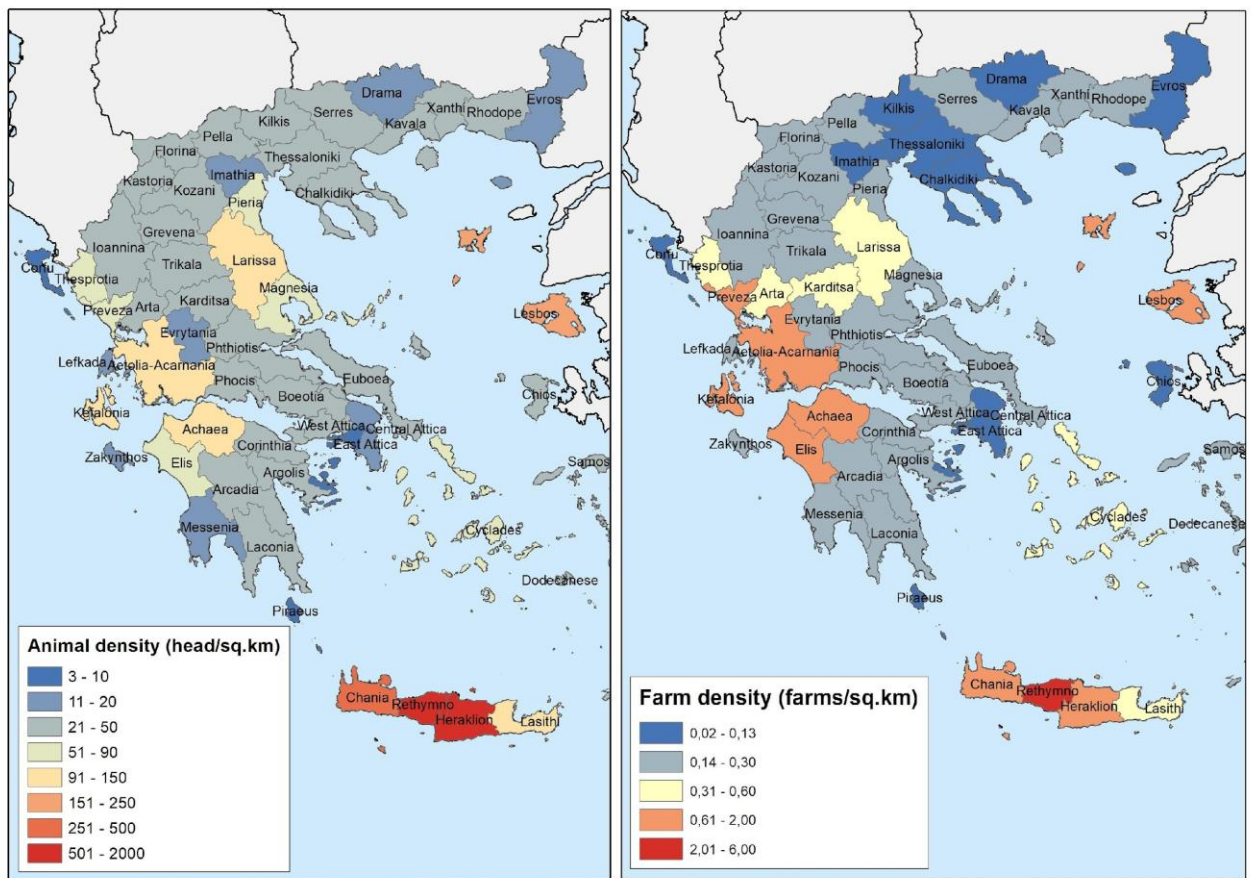 Drama
Evros
Xanthi
Serres
Rhodope
Kilkis
Kavala
Pella
Florina
Thessaloniki
Imathia
Kastoria
Kozani
Chalkidiki
Pieria
Grevena
Ioannina
Larissa
Corfu
Trikala
Thesprotia
Magnesia
Karditsa
Preveza
Arta
Lesbos
Evrytania
Phthiotis
Lefkada
Aetolia-Acarnania
Euboea
Phocis
Chios
Boeotia
Kefalonia
West Attica
Central Attica
Achaea
East Attica
Corinthia
Zakynthos
Elis
Samos
Argolis
Arcadia
Messenia
Cyclades
Laconia
Dodecanese
Piraeus
Animal density (head/sq.km)
3 - 10
11 - 20
21 - 50
51 - 90
91 - 150
151 - 250
251 - 500
501 - 2000
Chania
Rethymno
Heraklion
Lasithi
Drama
Evros
Xanthi
Serres
Rhodope
Kilkis
Kavala
Pella
Florina
Thessaloniki
Imathia
Kastoria
Kozani
Chalkidiki
Pieria
Grevena
Ioannina
Larissa
Corfu
Trikala
Thesprotia
Magnesia
Karditsa
Preveza
Arta
Lesbos
Evrytania
Phthiotis
Lefkada
Aetolia-Acarnania
Euboea
Phocis
Chios
Boeotia
Kefalonia
West Attica
Central Attica
Achaea
East Attica
Corinthia
Zakynthos
Elis
Samos
Argolis
Arcadia
Messenia
Cyclades
Dodecanese
Laconia
Piraeus
Farm density (farms/sq.km)
0,02 - 0,13
0,14 - 0,30
0,31 - 0,60
0,61 - 2,00
2,01 - 6,00
Chania
Rethymno
Heraklion
Lasithi